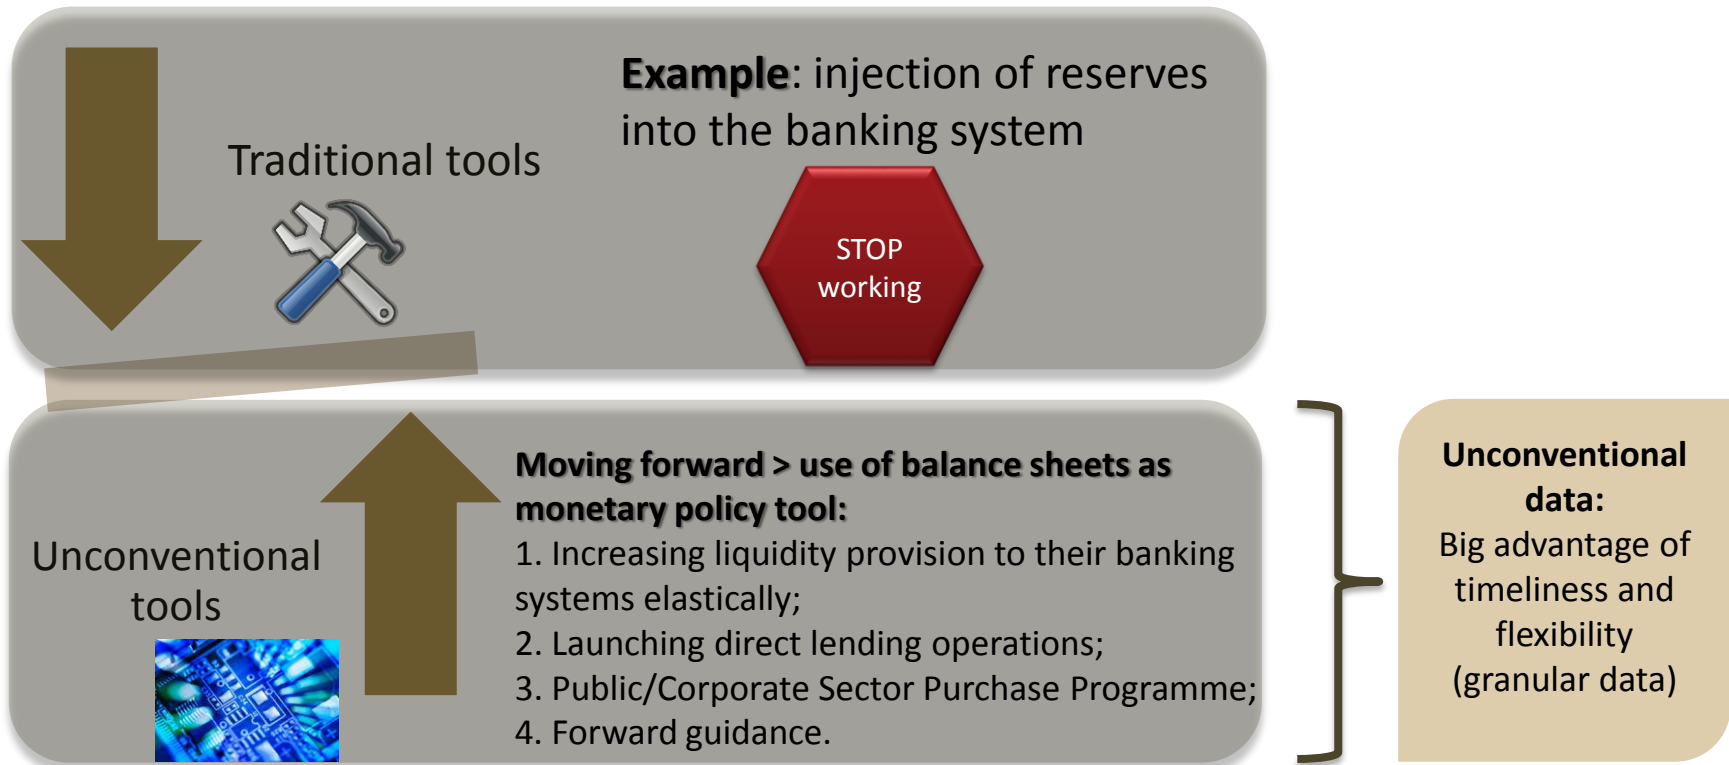 Example: injection of reserves
into the banking system
Traditional tools
STOP
working
Moving forward > use of balance sheets as
monetary policy tool:
1. Increasing liquidity provision to their banking
systems elastically;
2. Launching direct lending operations;
3. Public/Corporate Sector Purchase Programme;
4. Forward guidance.
Unconventional
tools
Unconventional
data:
Big advantage of
timeliness and
flexibility
(granular data)